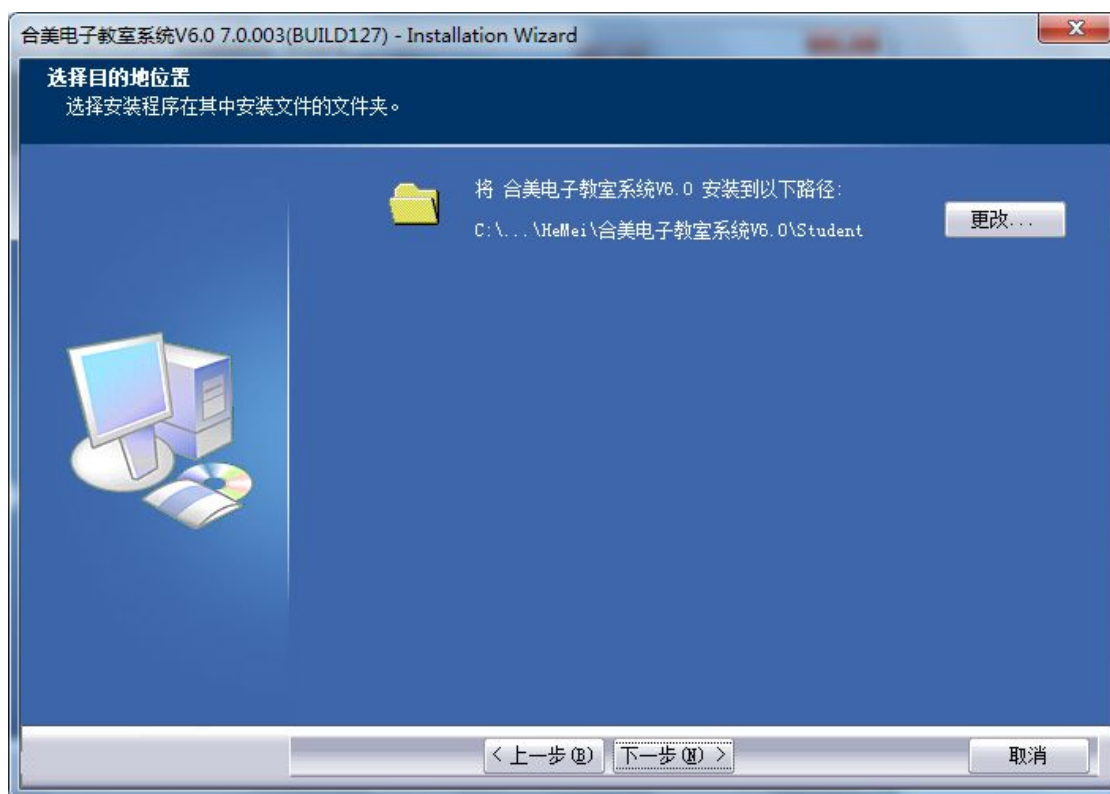 合美电子教室系统V6.0 7.0.003(BUILD127) - Installation Wizard
选择目的地位置
选择安装程序在其中安装文件的文件夹。
将 合美电子教室系统V6.0 安装到以下路径:
C:\...\HeMei\合美电子教室系统V6.0\Student
更改...
< 上一步(B)
下一步(N) >
取消